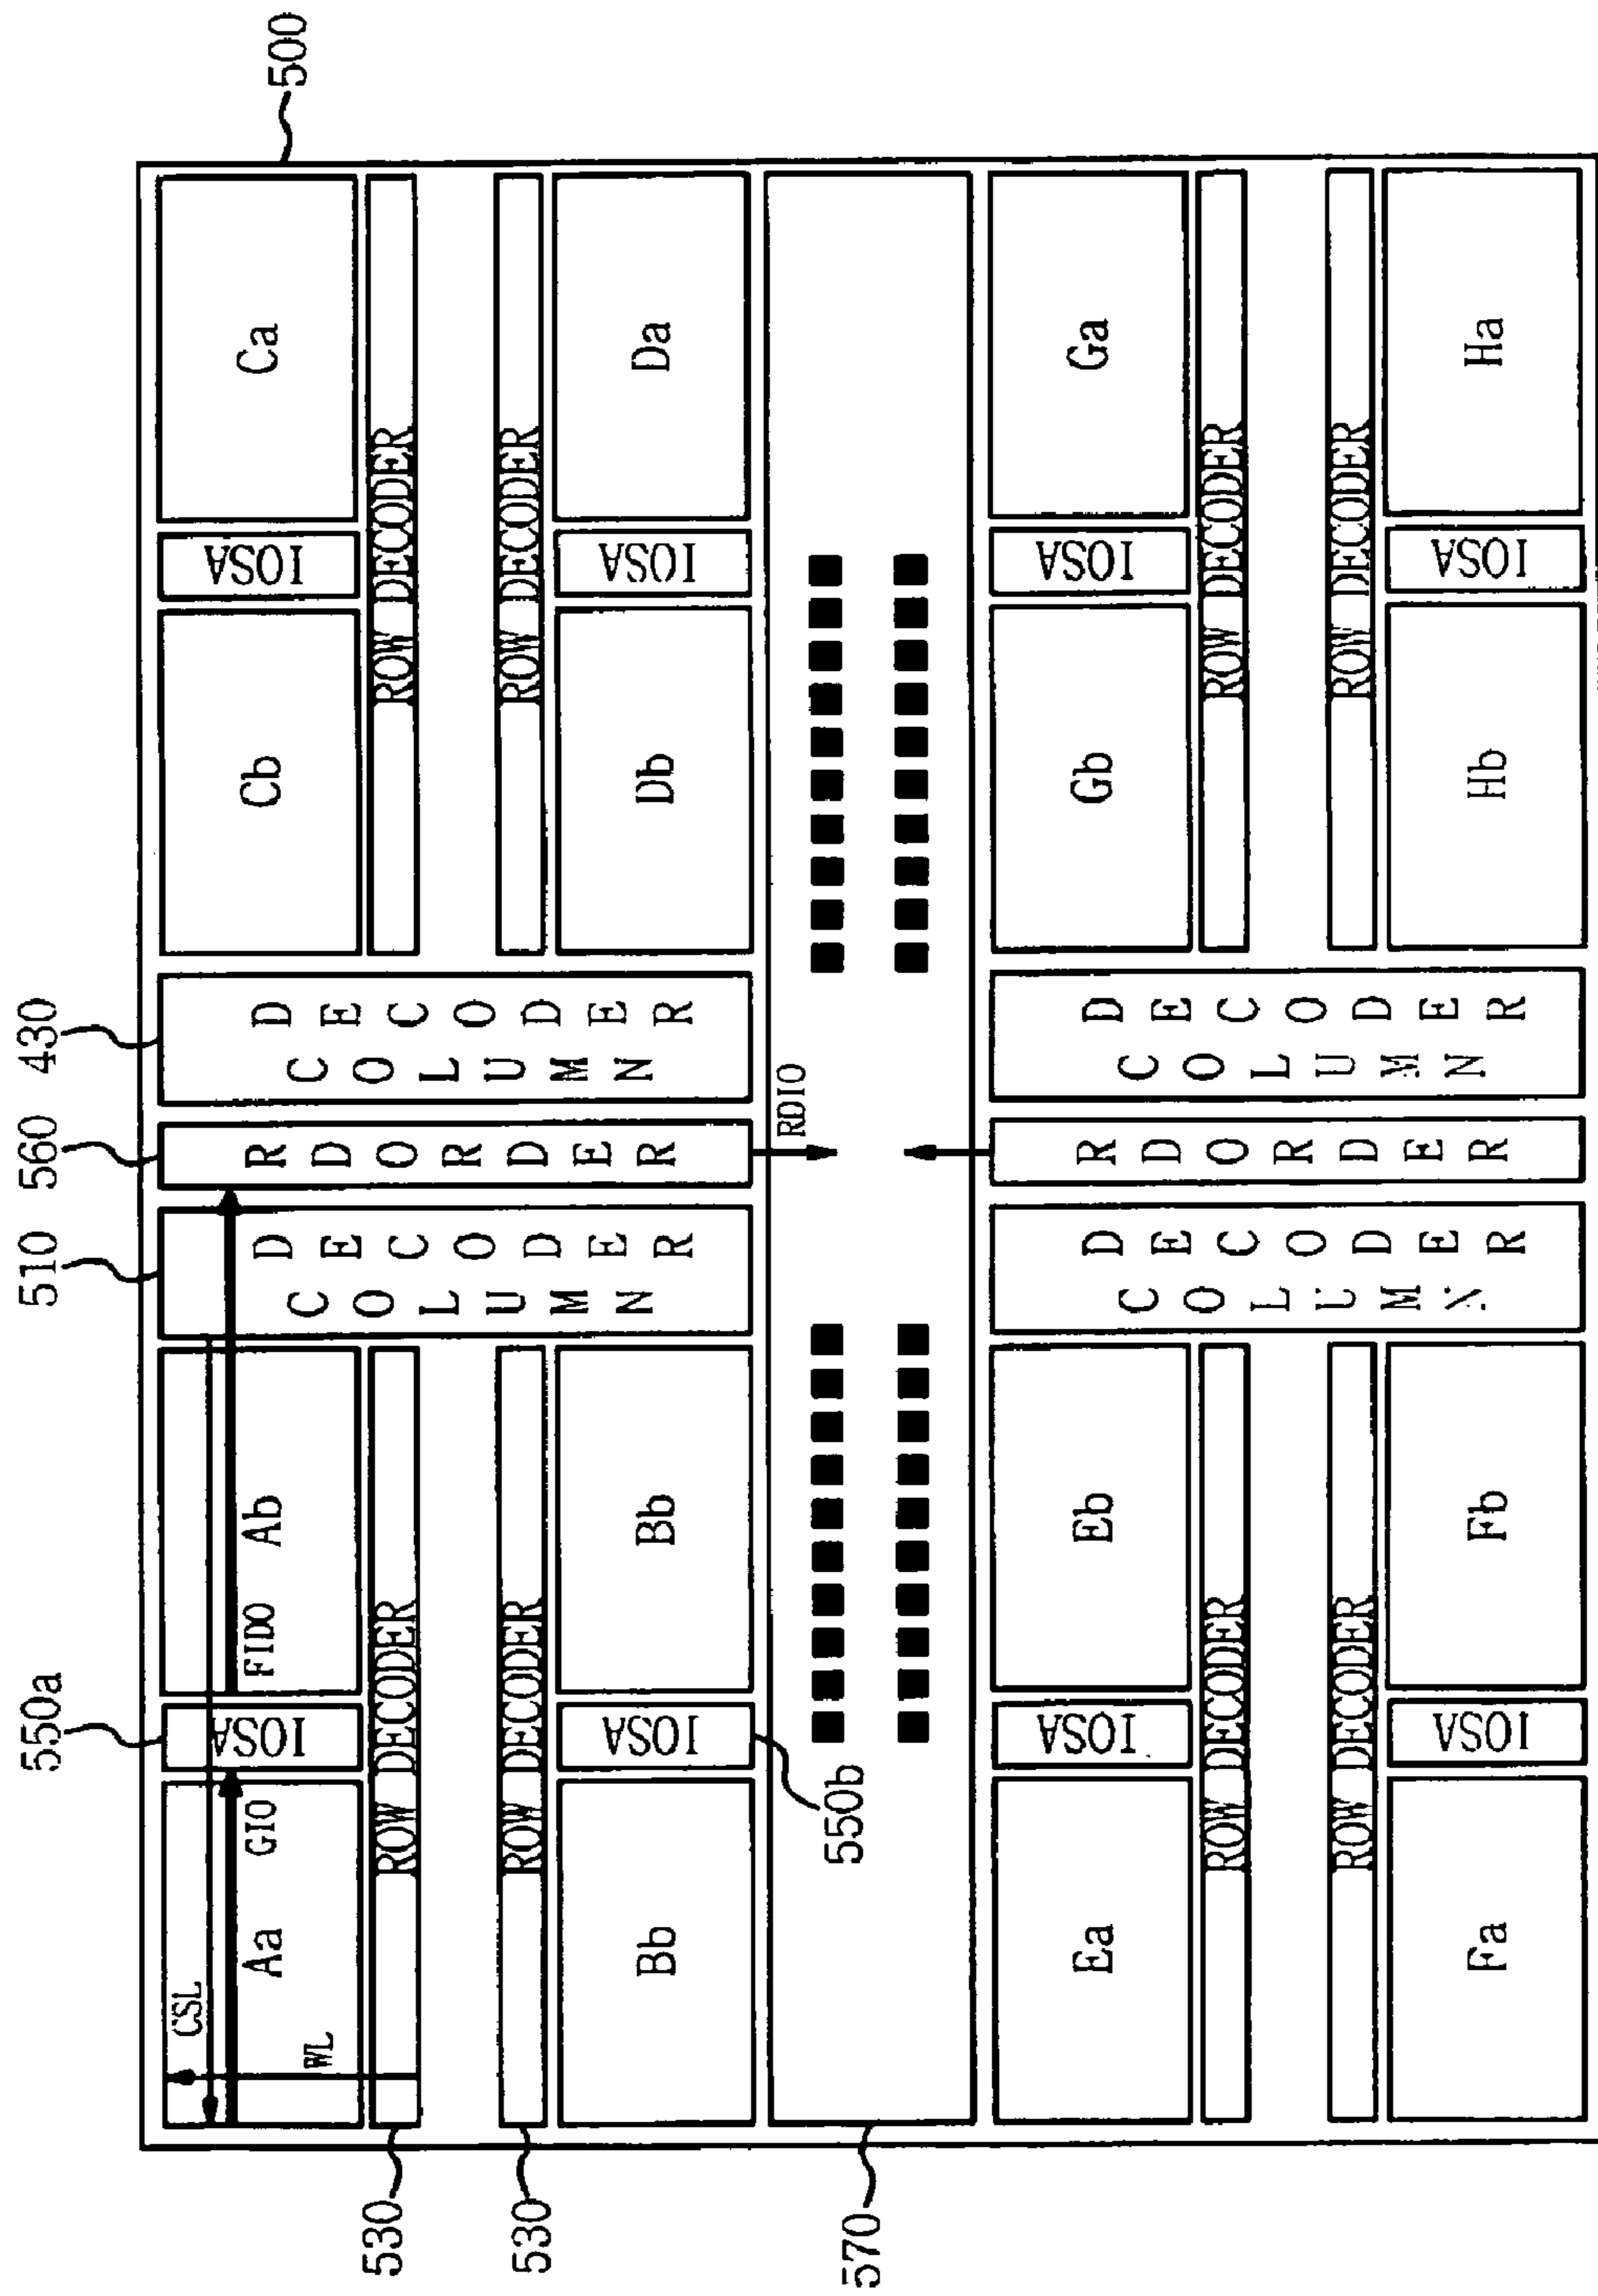 550a
510
560
430
500
CSL
WL
Aa
GIO
IOSA
FIDO
Ab
COLUMN
DECODER
RDORDER
COLUMN
DECODER
Cb
IOSA
Ca
530
ROW DECODER
ROW DECODER
530
ROW DECODER
ROW DECODER
Bb
IOSA
Bb
Db
IOSA
Da
RDIO
550b
570
Ea
IOSA
Eb
COLUMN
DECODER
RDORDER
COLUMN
DECODER
Gb
IOSA
Ga
ROW DECODER
ROW DECODER
ROW DECODER
ROW DECODER
Fa
IOSA
Fb
Hb
IOSA
Ha